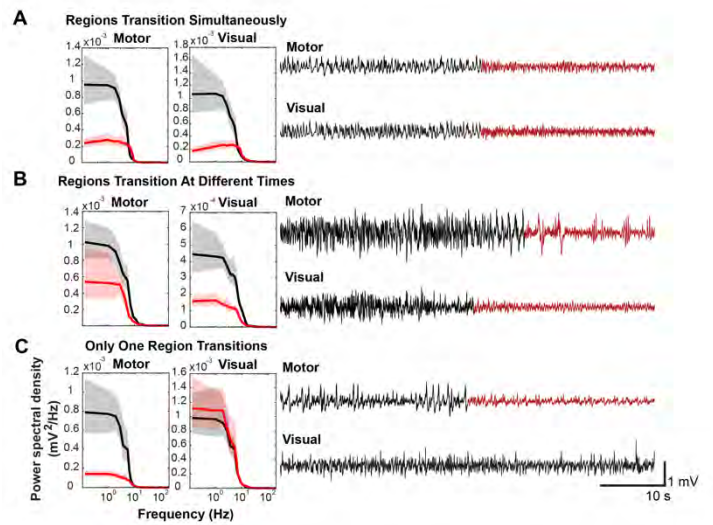 A
Regions Transition Simultaneously
x10-3 Motor
x10-3 Visual
1.4
1.2
1
0.8
0.6
0.4
0.2
0
1.8
1.4
1
0.8
0.6
0.4
0.2
0
Motor
Visual
B
Regions Transition At Different Times
x10-3 Motor
x10-4 Visual
1.4
1.2
1
0.8
0.6
0.4
0.2
7
6
5
4
3
2
1
0
Motor
Visual
C
Only One Region Transitions
x10-3 Motor
x10-3 Visual
1.2
1
0.8
0.6
0.4
0.2
0
1.6
1.4
1.2
1
0.8
0.6
0.4
0.2
0
Power spectral density
(mV2/Hz)
100 101 102
100 101 102
Frequency (Hz)
Motor
Visual
1 mV
10 s